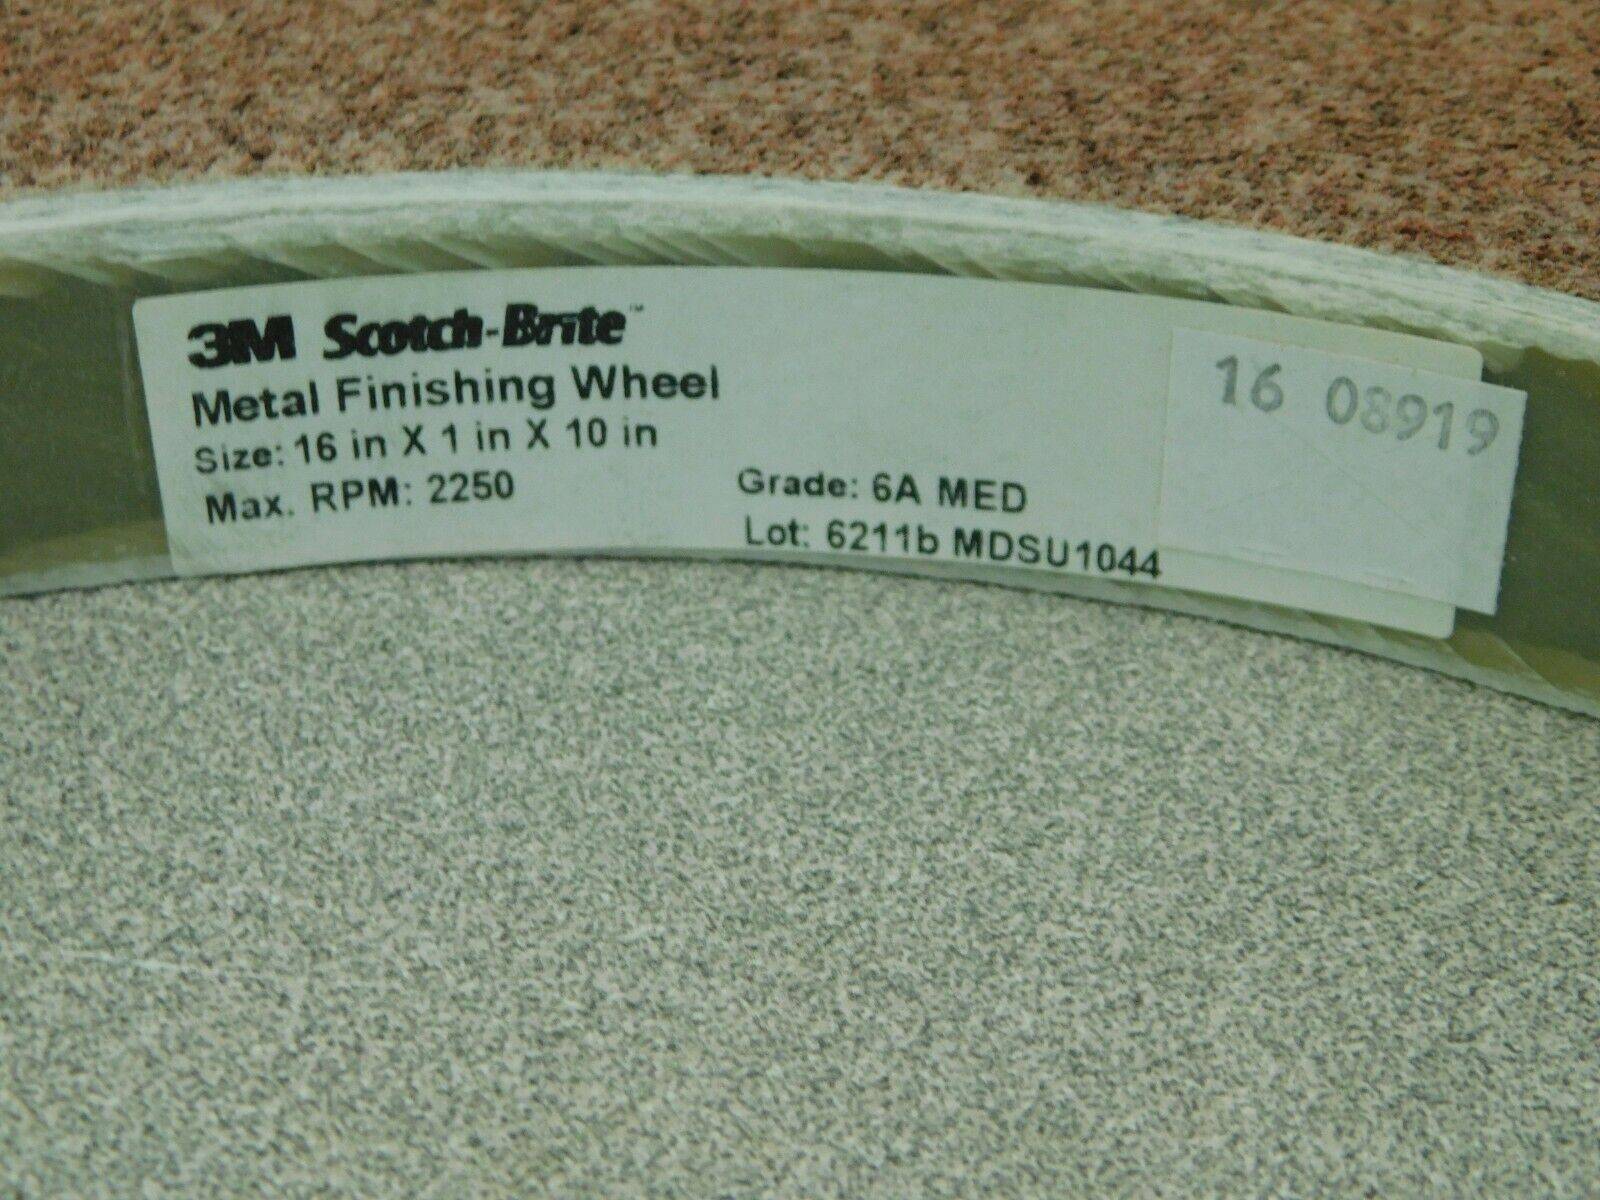 3M Scotch-Brite™
Metal Finishing Wheel
Size: 16 in X 1 in X 10 in
Max. RPM: 2250
Grade: 6A MED
Lot: 6211b MDSU1044
16 08919